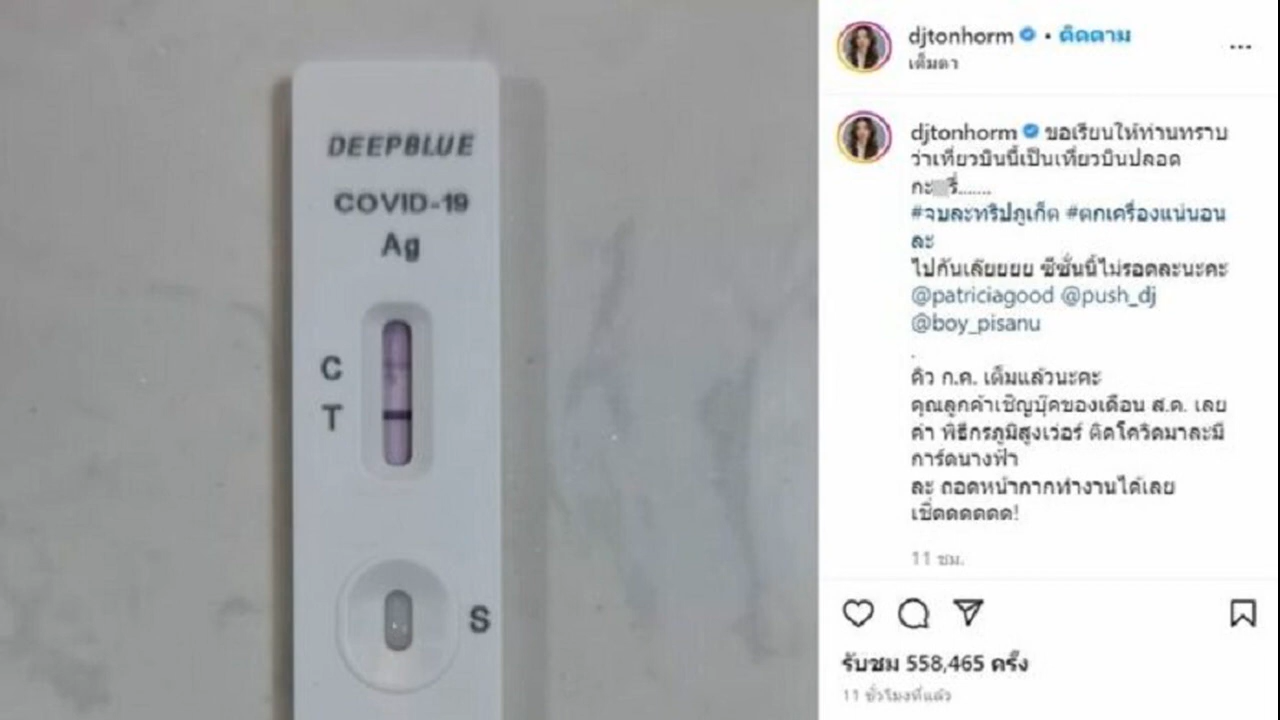 DEEPBLUE
COVID-19
Ag
C
T
S
djtonhorm • ติดตาม
เต็มตา
...
djtonhorm ขอเรียนให้ท่านทราบ
ว่าเที่ยวบินนี้เป็นเที่ยวบินปลอด
กะ รี่.......
#จบละทริปภูเก็ต #ตกเครื่องแน่นอน
ละ
ไปกันเลียยยย ซีซั่นนี้ไม่รอดละนะคะ
@patriciagood @push_dj
@boy_pisanu
.
คิว ก.ค. เต็มแล้วนะคะ
คุณลูกค้าเชิญบุ๊คของเดือน ส.ค. เลย
ค่า พิธีกรภูมิสูงเว่อร์ ติดโควิดมาละมี
การ์ดนางฟ้า
ละ ถอดหน้ากากทำงานได้เลย
เชิ่ดดดดดด!
11 ชม.
รับชม 558,465 ครั้ง
11 ชั่วโมงที่แล้ว